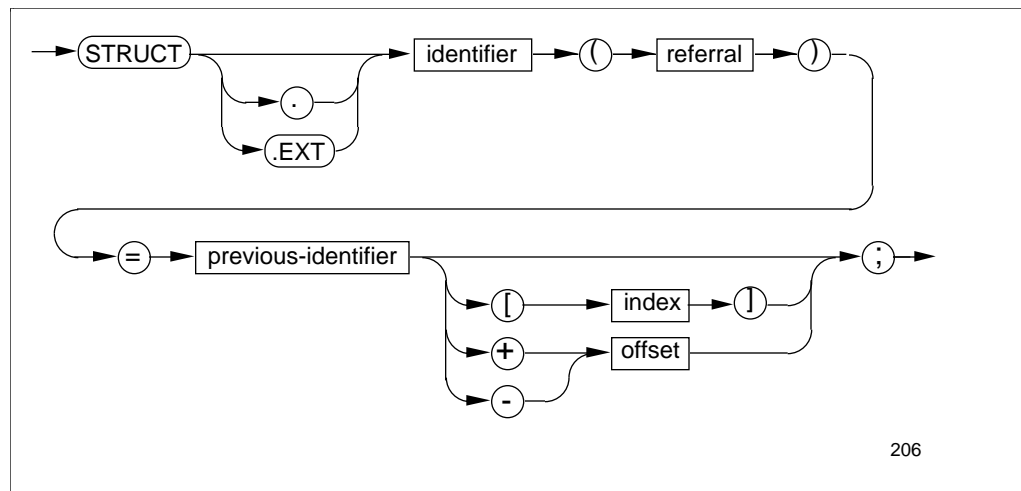 STRUCT identifier ( referral )
.
.EXT
= previous-identifier ;
[ index ]
+ offset
-
206